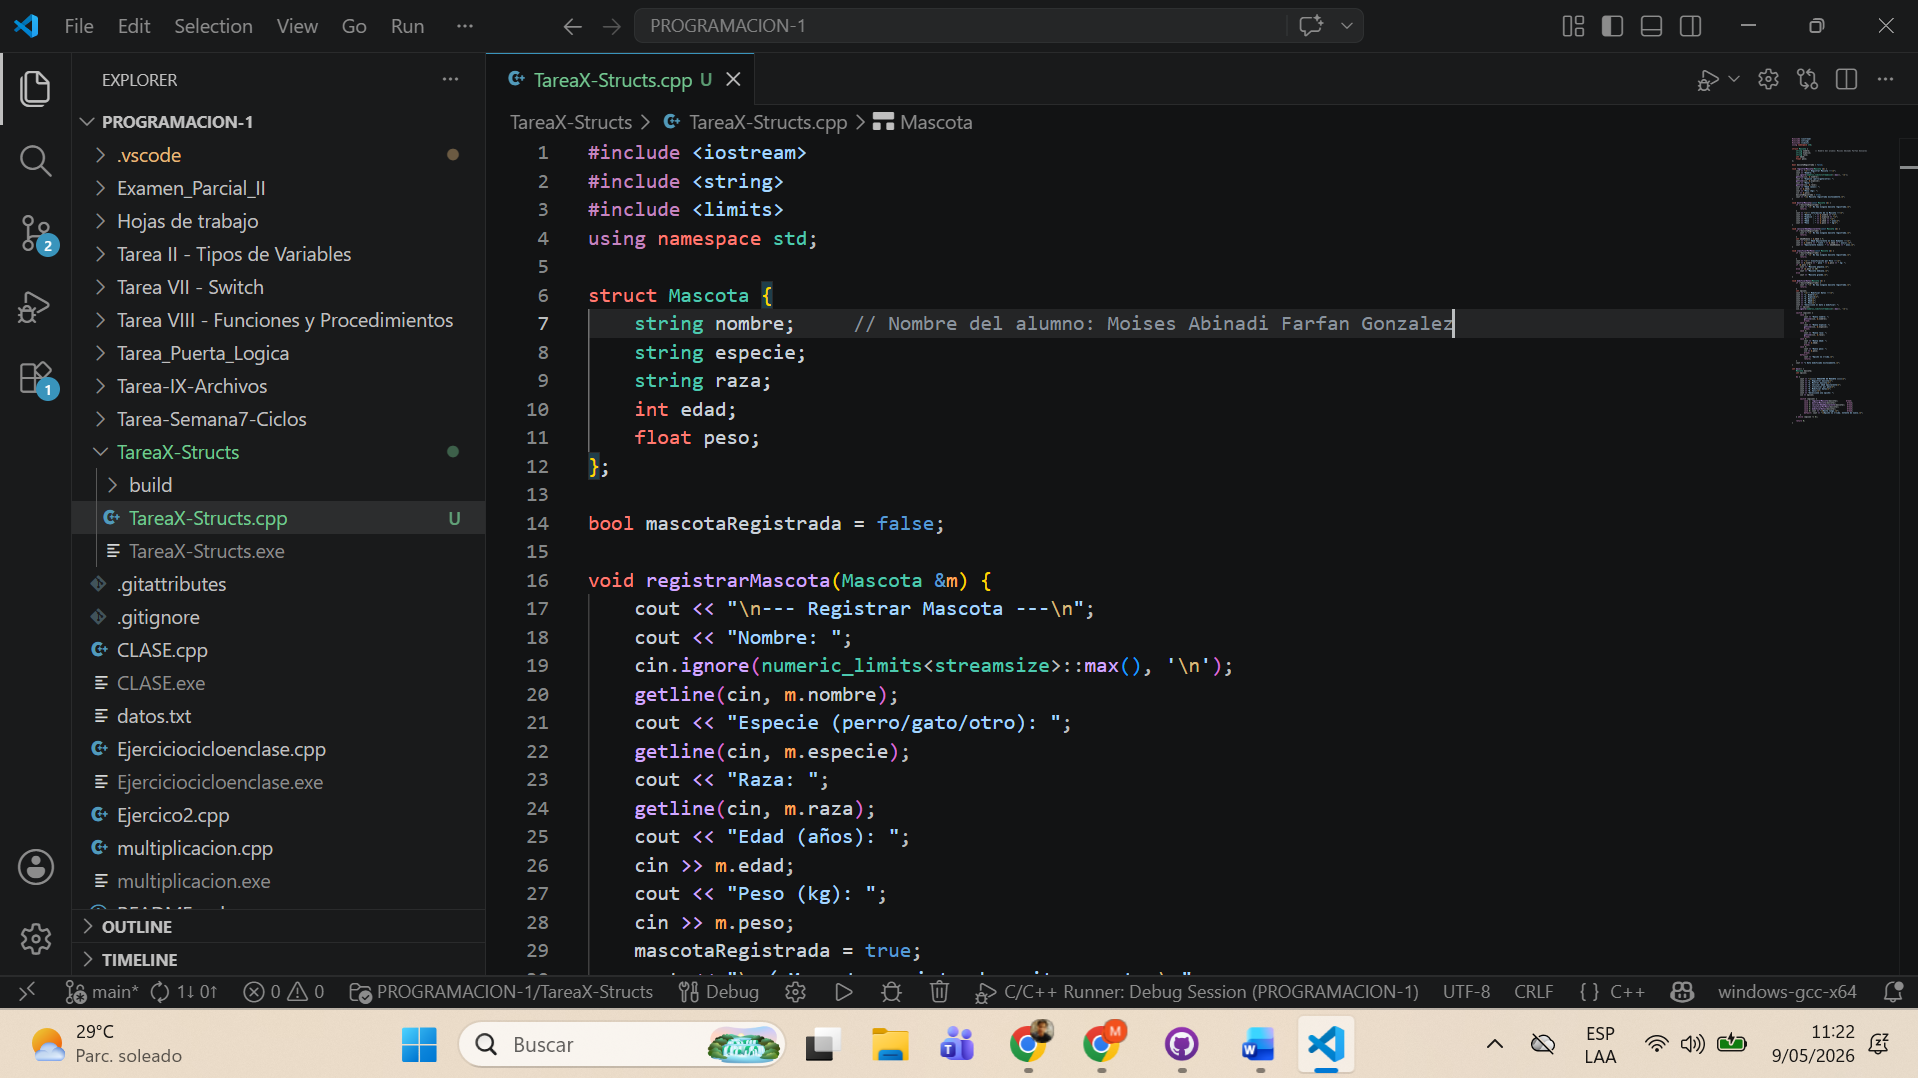 File Edit Selection View Go Run ···
PROGRAMACION-1
EXPLORER
PROGRAMACION-1
.vscode
Examen_Parcial_II
Hojas de trabajo
Tarea II - Tipos de Variables
Tarea VII - Switch
Tarea VIII - Funciones y Procedimientos
Tarea_Puerta_Logica
Tarea-IX-Archivos
Tarea-Semana7-Ciclos
TareaX-Structs
build
TareaX-Structs.cpp U
TareaX-Structs.exe
.gitattributes
.gitignore
CLASE.cpp
CLASE.exe
datos.txt
Ejerciciocicloenclase.cpp
Ejerciciocicloenclase.exe
Ejercico2.cpp
multiplicacion.cpp
multiplicacion.exe
OUTLINE
TIMELINE
2
1
TareaX-Structs.cpp U
TareaX-Structs > TareaX-Structs.cpp > Mascota
1 #include <iostream>
2 #include <string>
3 #include <limits>
4 using namespace std;
5
6 struct Mascota {
7 string nombre; // Nombre del alumno: Moises Abinadi Farfan Gonzalez
8 string especie;
9 string raza;
10 int edad;
11 float peso;
12 };
13
14 bool mascotaRegistrada = false;
15
16 void registrarMascota(Mascota &m) {
17 cout << "\n--- Registrar Mascota ---\n";
18 cout << "Nombre: ";
19 cin.ignore(numeric_limits<streamsize>::max(), '\n');
20 getline(cin, m.nombre);
21 cout << "Especie (perro/gato/otro): ";
22 getline(cin, m.especie);
23 cout << "Raza: ";
24 getline(cin, m.raza);
25 cout << "Edad (años): ";
26 cin >> m.edad;
27 cout << "Peso (kg): ";
28 cin >> m.peso;
29 mascotaRegistrada = true;
main* 1↓ 0↑ 0 0 PROGRAMACION-1/TareaX-Structs Debug C/C++ Runner: Debug Session (PROGRAMACION-1) UTF-8 CRLF {} C++ windows-gcc-x64
29°C
Parc. soleado
Buscar
M
ESP
LAA
11:22
9/05/2026